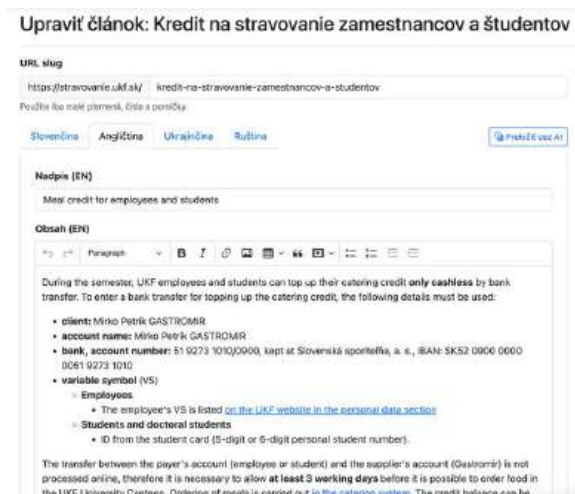 Upraviť článok: Kredit na stravovanie zamestnancov a študentov
URL slug
https://stravovanie.ukf.sk/ kredit-na-stravovanie-zamestnancov-a-studentov
Použite iba malé písmená, čísla a pomlčky.
Slovenčina Angličtina Ukrajinčina Ruština Preložiť cez AI
Nadpis (EN)
Meal credit for employees and students
Obsah (EN)
Paragraph B I
During the semester, UKF employees and students can top up their catering credit only cashless by bank
transfer. To enter a bank transfer for topping up the catering credit, the following details must be used:
client: Mirko Petrík GASTROMIR
account name: Mirko Petrík GASTROMIR
bank, account number: 51 9273 1010/0900, kept at Slovenská sporiteľňa, a. s., IBAN: SK52 0900 0000
0051 9273 1010
variable symbol (VS)
Employees
The employee's VS is listed on the UKF website in the personal data section
Students and doctoral students
ID from the student card (5-digit or 6-digit personal student number).
The transfer between the payer's account (employee or student) and the supplier's account (Gastromir) is not
processed online, therefore it is necessary to allow at least 3 working days before it is possible to order food in
the UKF University Canteen. Ordering of meals is carried out in the catering system. The credit balance can be